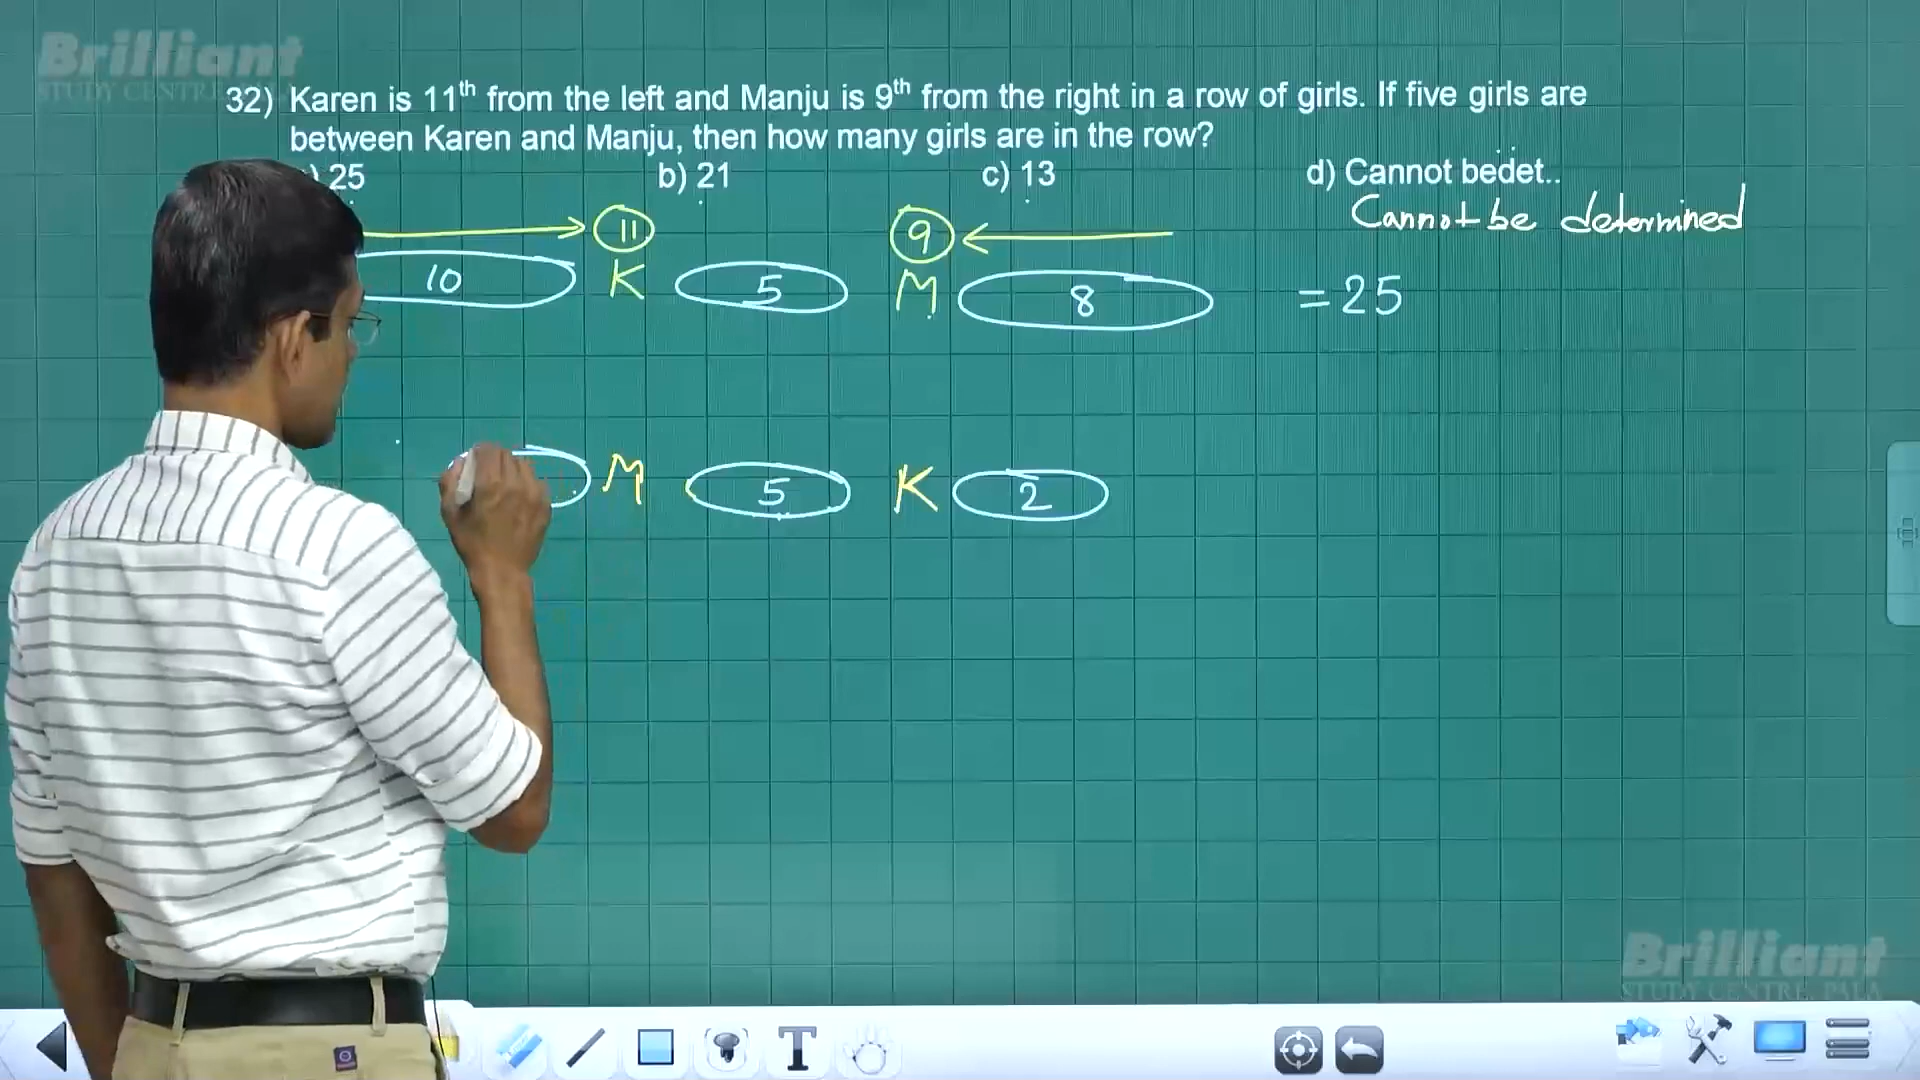 Brilliant
STUDY CENTRE
32) Karen is 11th from the left and Manju is 9th from the right in a row of girls. If five girls are
between Karen and Manju, then how many girls are in the row?
) 25 b) 21 c) 13 d) Cannot bedet..
Cannot be determined
11 9
10 K 5 M 8 = 25
M 5 K 2
Brilliant
STUDY CENTRE, PALA
T